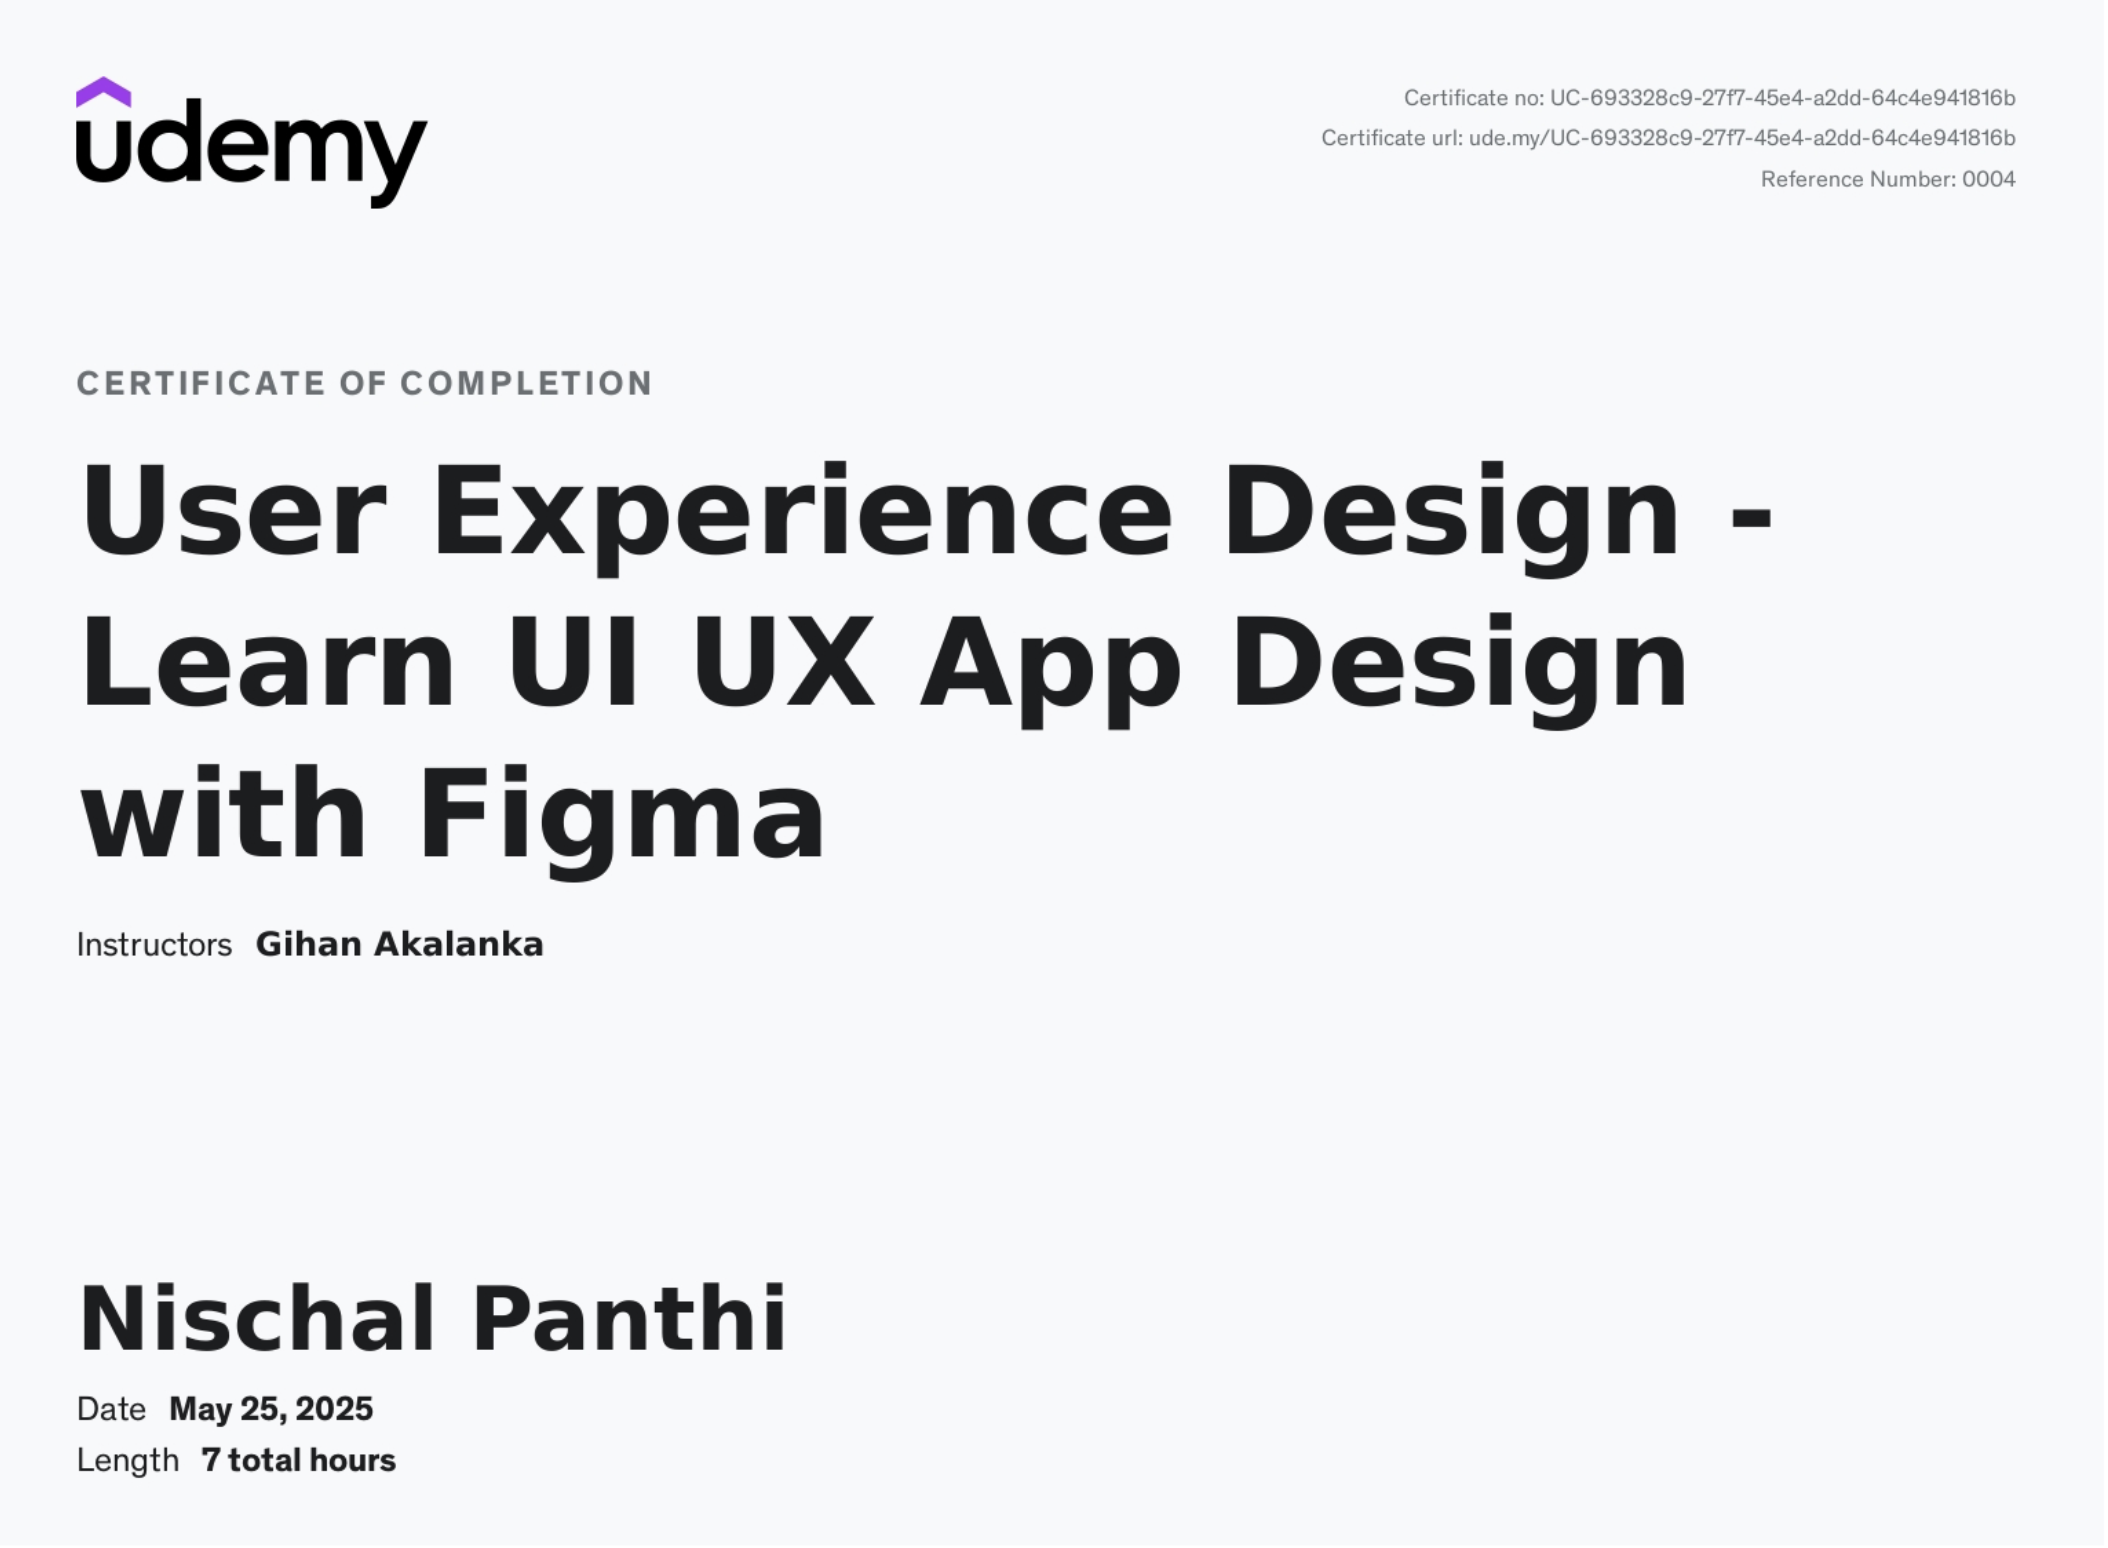 udemy
Certificate no: UC-693328c9-27f7-45e4-a2dd-64c4e941816b
Certificate url: ude.my/UC-693328c9-27f7-45e4-a2dd-64c4e941816b
Reference Number: 0004
CERTIFICATE OF COMPLETION
User Experience Design -
Learn UI UX App Design
with Figma
Instructors Gihan Akalanka
Nischal Panthi
Date May 25, 2025
Length 7 total hours